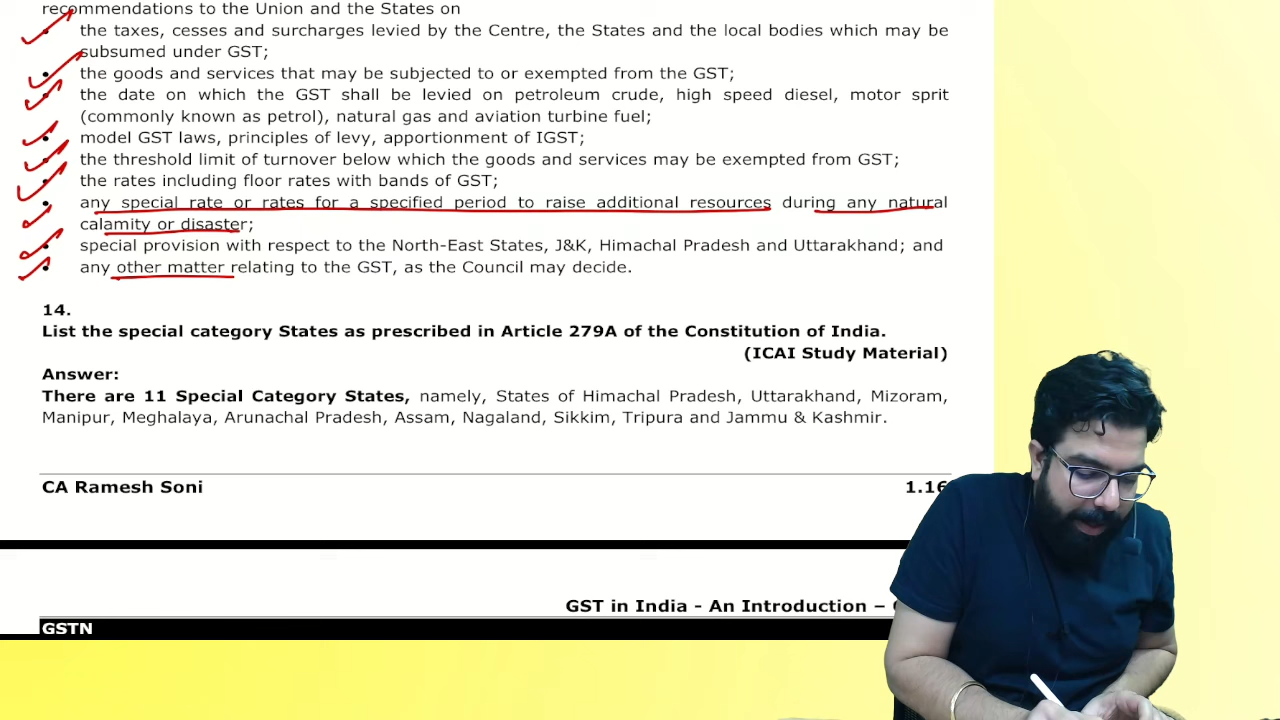 recommendations to the Union and the States on
• the taxes, cesses and surcharges levied by the Centre, the States and the local bodies which may be
subsumed under GST;
• the goods and services that may be subjected to or exempted from the GST;
• the date on which the GST shall be levied on petroleum crude, high speed diesel, motor sprit
(commonly known as petrol), natural gas and aviation turbine fuel;
• model GST laws, principles of levy, apportionment of IGST;
• the threshold limit of turnover below which the goods and services may be exempted from GST;
• the rates including floor rates with bands of GST;
• any special rate or rates for a specified period to raise additional resources during any natural
calamity or disaster;
• special provision with respect to the North-East States, J&K, Himachal Pradesh and Uttarakhand; and
• any other matter relating to the GST, as the Council may decide.
14.
List the special category States as prescribed in Article 279A of the Constitution of India.
(ICAI Study Material)
Answer:
There are 11 Special Category States, namely, States of Himachal Pradesh, Uttarakhand, Mizoram,
Manipur, Meghalaya, Arunachal Pradesh, Assam, Nagaland, Sikkim, Tripura and Jammu & Kashmir.
CA Ramesh Soni 1.16
GST in India - An Introduction –
GSTN